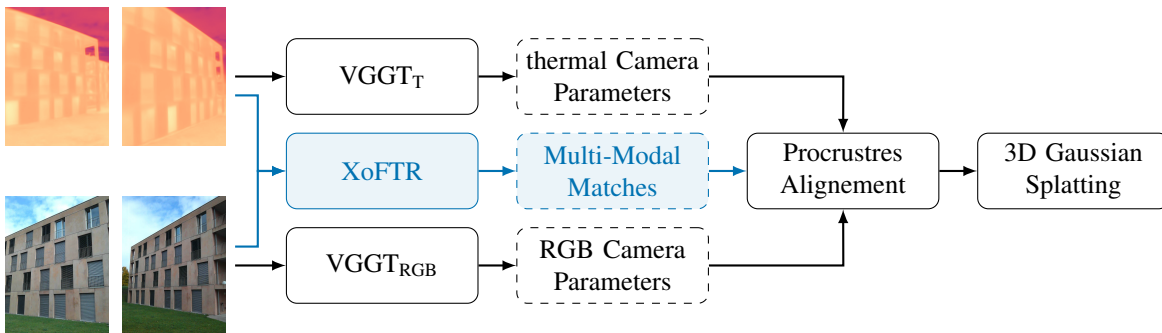 VGGT_T
thermal Camera
Parameters
XoFTR
Multi-Modal
Matches
Procrustres
Alignement
3D Gaussian
Splatting
VGGT_RGB
RGB Camera
Parameters